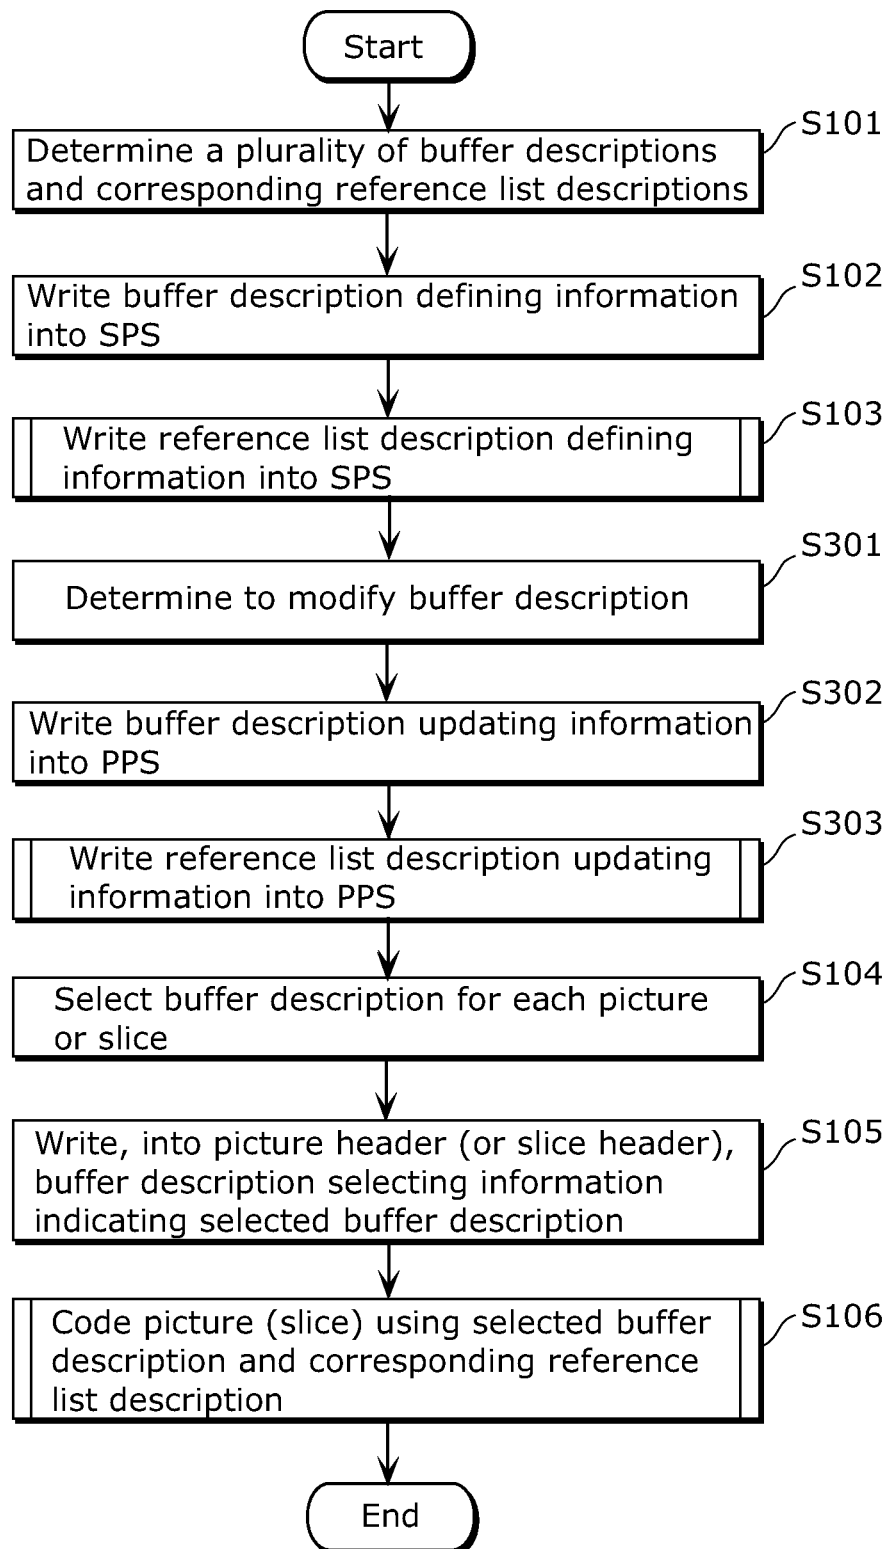 Start
S101
Determine a plurality of buffer descriptions
and corresponding reference list descriptions
S102
Write buffer description defining information
into SPS
S103
Write reference list description defining
information into SPS
S301
Determine to modify buffer description
S302
Write buffer description updating information
into PPS
S303
Write reference list description updating
information into PPS
S104
Select buffer description for each picture
or slice
S105
Write, into picture header (or slice header),
buffer description selecting information
indicating selected buffer description
S106
Code picture (slice) using selected buffer
description and corresponding reference
list description
End